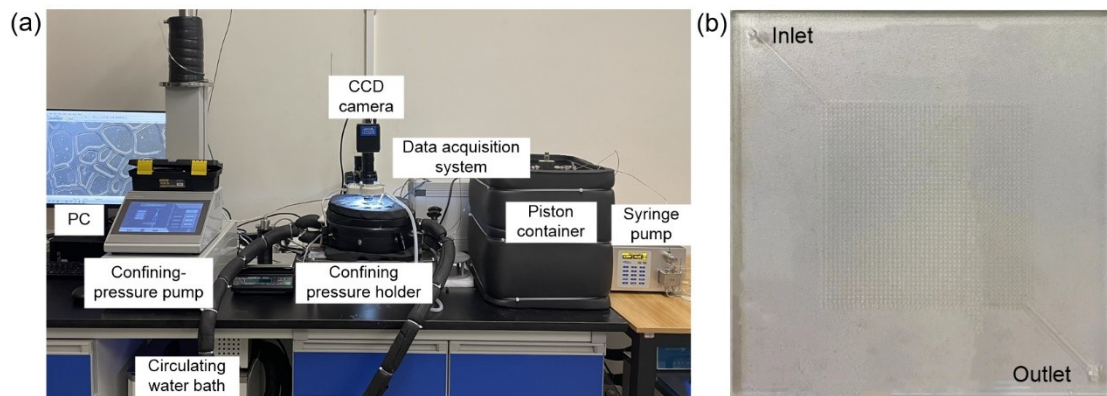 (a)
CCD
camera
Data acquisition
system
PC
Piston
container
Syringe
pump
Confining-
pressure pump
Confining
pressure holder
Circulating
water bath
(b)
Inlet
Outlet